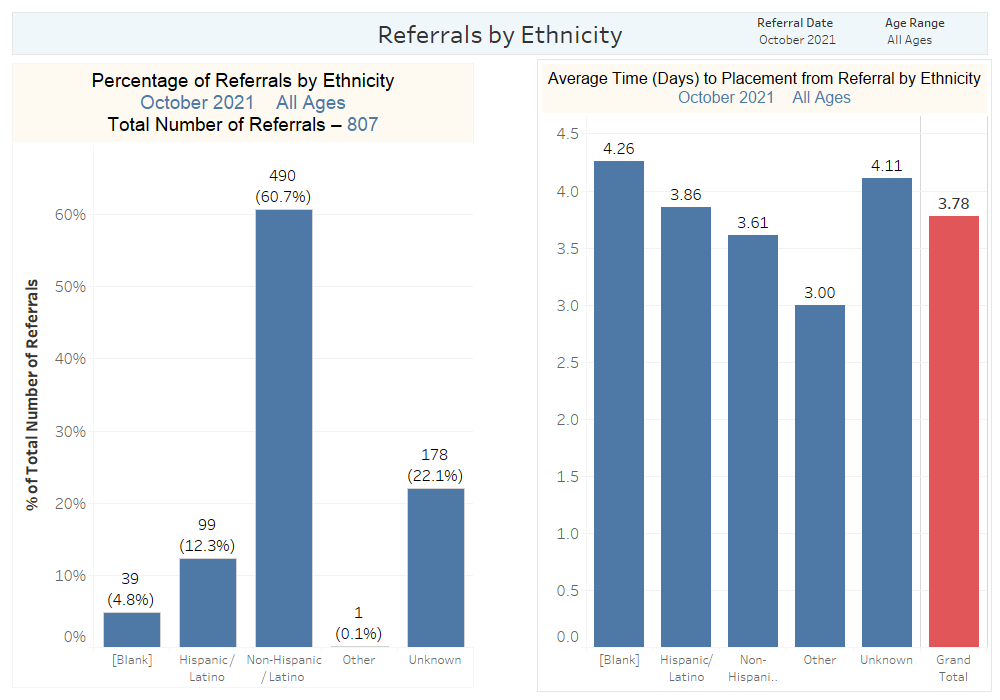 Referrals by Ethnicity
Referral Date
October 2021
Age Range
All Ages
Percentage of Referrals by Ethnicity
October 2021 All Ages
Total Number of Referrals – 807
% of Total Number of Referrals
60%
50%
40%
30%
20%
10%
0%
39
(4.8%)
99
(12.3%)
490
(60.7%)
1
(0.1%)
178
(22.1%)
[Blank]
Hispanic /
Latino
Non-Hispanic
/ Latino
Other
Unknown
Average Time (Days) to Placement from Referral by Ethnicity
October 2021 All Ages
4.5
4.0
3.5
3.0
2.5
2.0
1.5
1.0
0.5
0.0
4.26
3.86
3.61
3.00
4.11
3.78
[Blank]
Hispanic/
Latino
Non-
Hispani..
Other
Unknown
Grand
Total